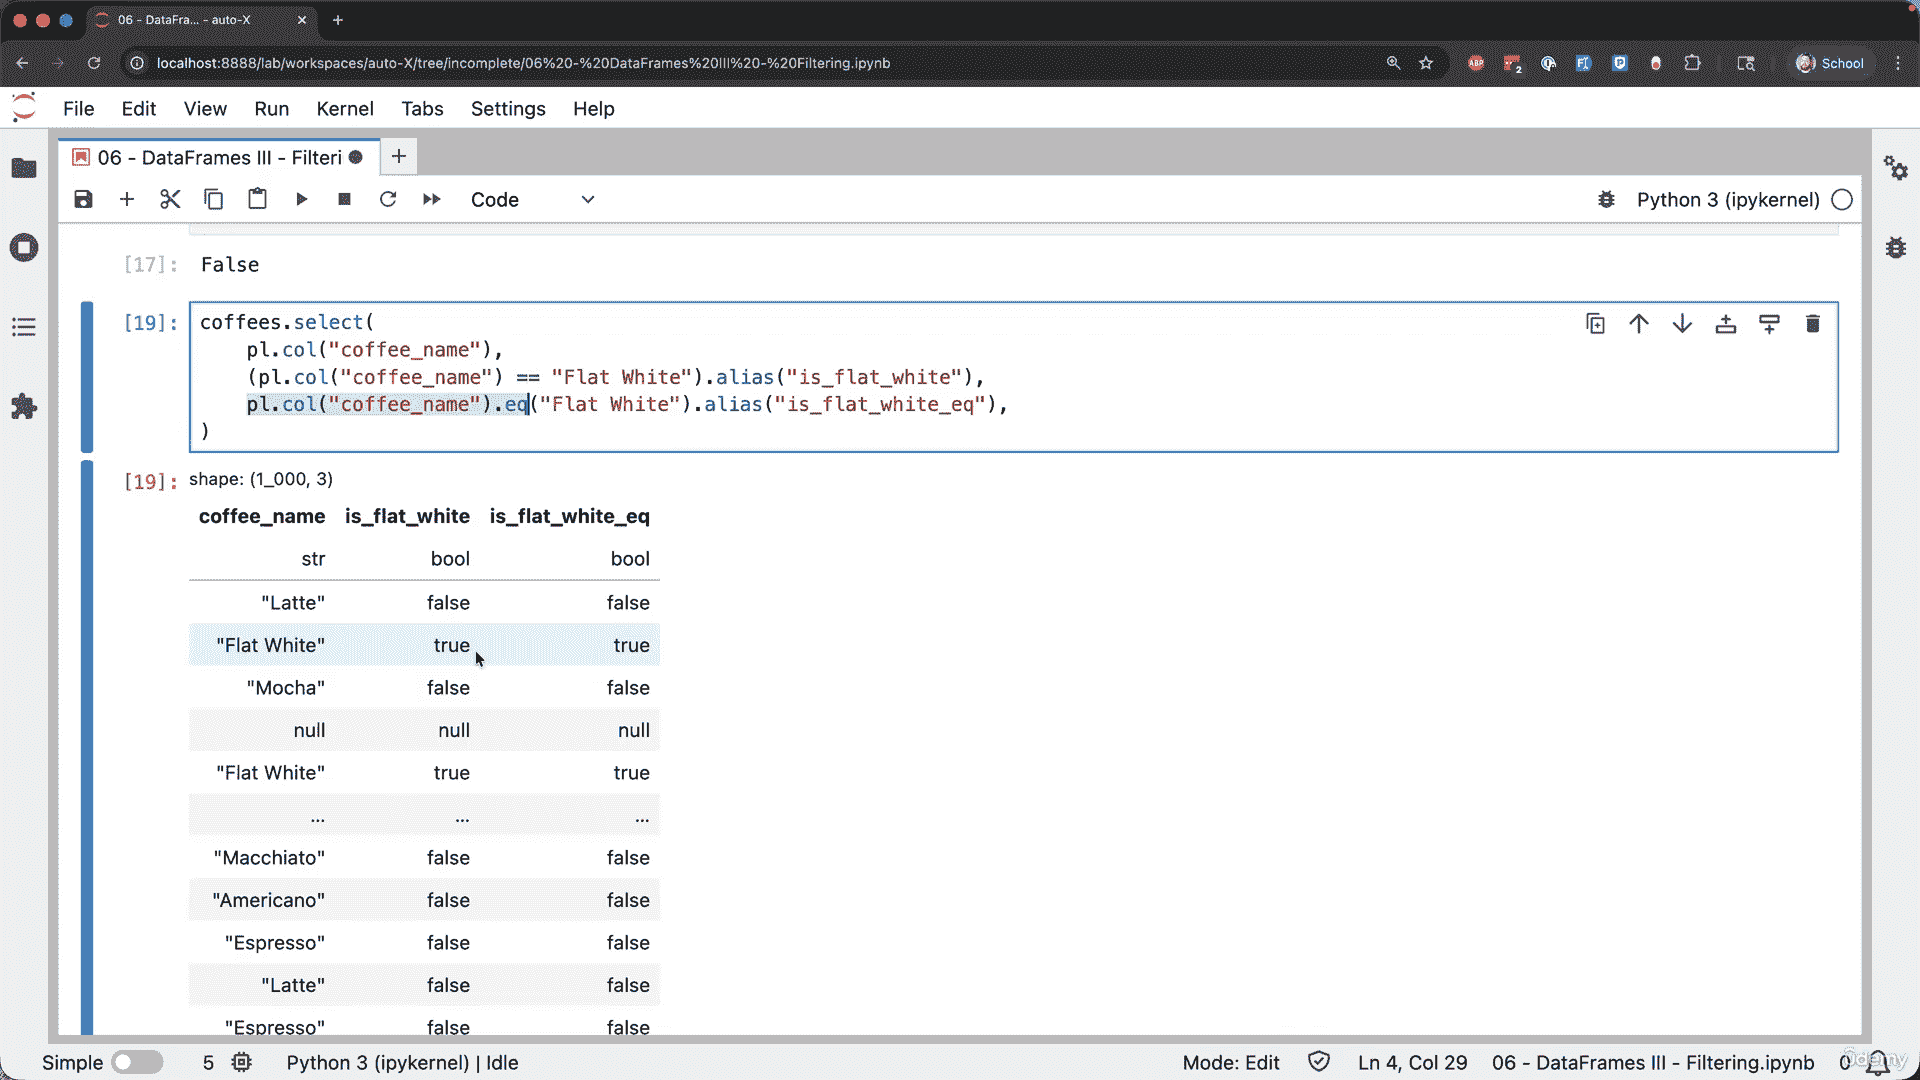 06 - DataFra... - auto-X
localhost:8888/lab/workspaces/auto-X/tree/incomplete/06%20-%20DataFrames%20III%20-%20Filtering.ipynb
ABP
2
School
File Edit View Run Kernel Tabs Settings Help
06 - DataFrames III - Filteri
Code
Python 3 (ipykernel)
[17]: False
[19]: coffees.select(
pl.col("coffee_name"),
(pl.col("coffee_name") == "Flat White").alias("is_flat_white"),
pl.col("coffee_name").eq("Flat White").alias("is_flat_white_eq"),
)
[19]: shape: (1_000, 3)
coffee_name is_flat_white is_flat_white_eq
str bool bool
"Latte" false false
"Flat White" true true
"Mocha" false false
null null null
"Flat White" true true
... ... ...
"Macchiato" false false
"Americano" false false
"Espresso" false false
"Latte" false false
"Espresso" false false
Simple 5 Python 3 (ipykernel) | Idle Mode: Edit Ln 4, Col 29 06 - DataFrames III - Filtering.ipynb 0
udemy